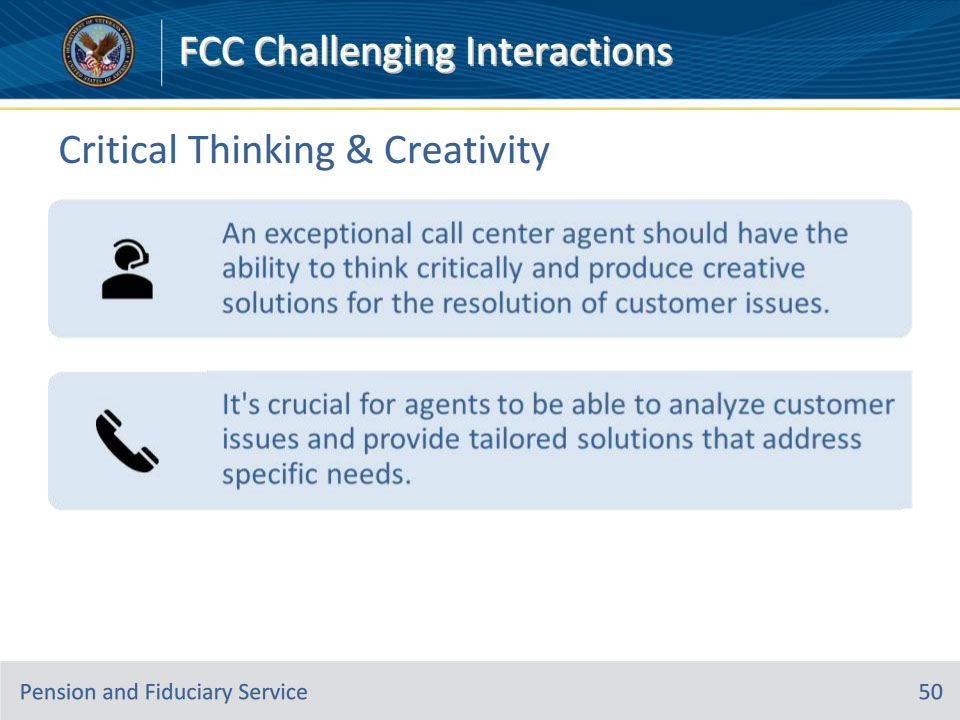 FCC Challenging Interactions
Critical Thinking & Creativity
An exceptional call center agent should have the
ability to think critically and produce creative
solutions for the resolution of customer issues.
It's crucial for agents to be able to analyze customer
issues and provide tailored solutions that address
specific needs.
Pension and Fiduciary Service
50